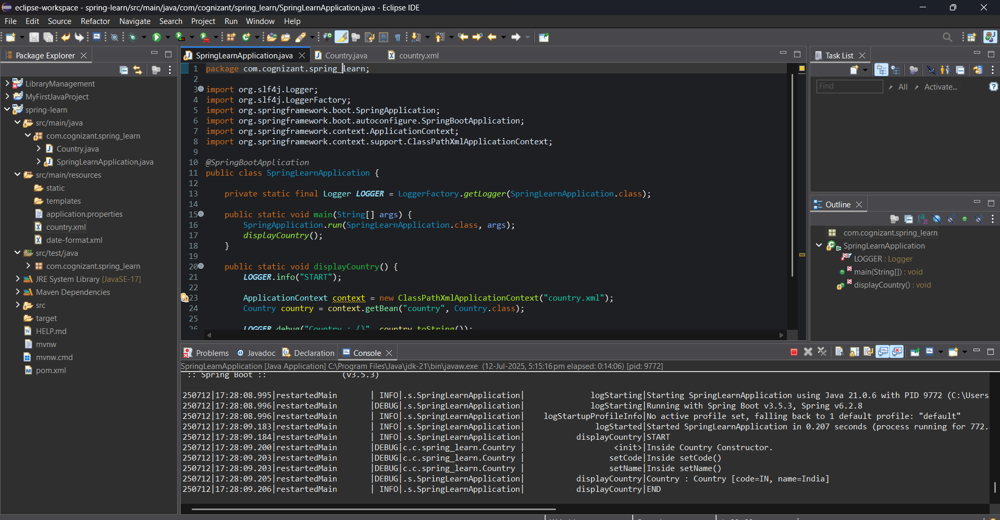 eclipse-workspace - spring-learn/src/main/java/com/cognizant/spring_learn/SpringLearnApplication.java - Eclipse IDE
File Edit Source Refactor Navigate Search Project Run Window Help
Package Explorer
LibraryManagement
MyFirstJavaProject
spring-learn
src/main/java
com.cognizant.spring_learn
Country.java
SpringLearnApplication.java
src/main/resources
static
templates
application.properties
country.xml
date-format.xml
src/test/java
com.cognizant.spring_learn
JRE System Library [JavaSE-17]
Maven Dependencies
src
target
HELP.md
mvnw
mvnw.cmd
pom.xml
SpringLearnApplication.java Country.java country.xml
1 package com.cognizant.spring_learn;
2
3 import org.slf4j.Logger;
4 import org.slf4j.LoggerFactory;
5 import org.springframework.boot.SpringApplication;
6 import org.springframework.boot.autoconfigure.SpringBootApplication;
7 import org.springframework.context.ApplicationContext;
8 import org.springframework.context.support.ClassPathXmlApplicationContext;
9
10 @SpringBootApplication
11 public class SpringLearnApplication {
12
13 private static final Logger LOGGER = LoggerFactory.getLogger(SpringLearnApplication.class);
14
15 public static void main(String[] args) {
16 SpringApplication.run(SpringLearnApplication.class, args);
17 displayCountry();
18 }
19
20 public static void displayCountry() {
21 LOGGER.info("START");
22
23 ApplicationContext context = new ClassPathXmlApplicationContext("country.xml");
24 Country country = context.getBean("country", Country.class);
25
26 LOGGER.debug("Country : {}", country.toString());
Task List
Find All Activate...
Outline
com.cognizant.spring_learn
SpringLearnApplication
LOGGER : Logger
main(String[]) : void
displayCountry() : void
Problems Javadoc Declaration Console
SpringLearnApplication [Java Application] C:\Program Files\Java\jdk-21\bin\javaw.exe (12-Jul-2025, 5:15:16 pm elapsed: 0:14:06) [pid: 9772]
:: Spring Boot :: (v3.5.3)
250712|17:28:08.995|restartedMain | INFO|.s.SpringLearnApplication| logStarting|Starting SpringLearnApplication using Java 21.0.6 with PID 9772 (C:\Users
250712|17:28:08.996|restartedMain |DEBUG|.s.SpringLearnApplication| logStarting|Running with Spring Boot v3.5.3, Spring v6.2.8
250712|17:28:08.996|restartedMain | INFO|.s.SpringLearnApplication| logStartupProfileInfo|No active profile set, falling back to 1 default profile: "default"
250712|17:28:09.183|restartedMain | INFO|.s.SpringLearnApplication| logStarted|Started SpringLearnApplication in 0.207 seconds (process running for 772.
250712|17:28:09.184|restartedMain | INFO|.s.SpringLearnApplication| displayCountry|START
250712|17:28:09.200|restartedMain |DEBUG|c.c.spring_learn.Country | <init>|Inside Country Constructor.
250712|17:28:09.203|restartedMain |DEBUG|c.c.spring_learn.Country | setCode|Inside setCode()
250712|17:28:09.203|restartedMain |DEBUG|c.c.spring_learn.Country | setName|Inside setName()
250712|17:28:09.205|restartedMain |DEBUG|.s.SpringLearnApplication| displayCountry|Country : Country [code=IN, name=India]
250712|17:28:09.206|restartedMain | INFO|.s.SpringLearnApplication| displayCountry|END